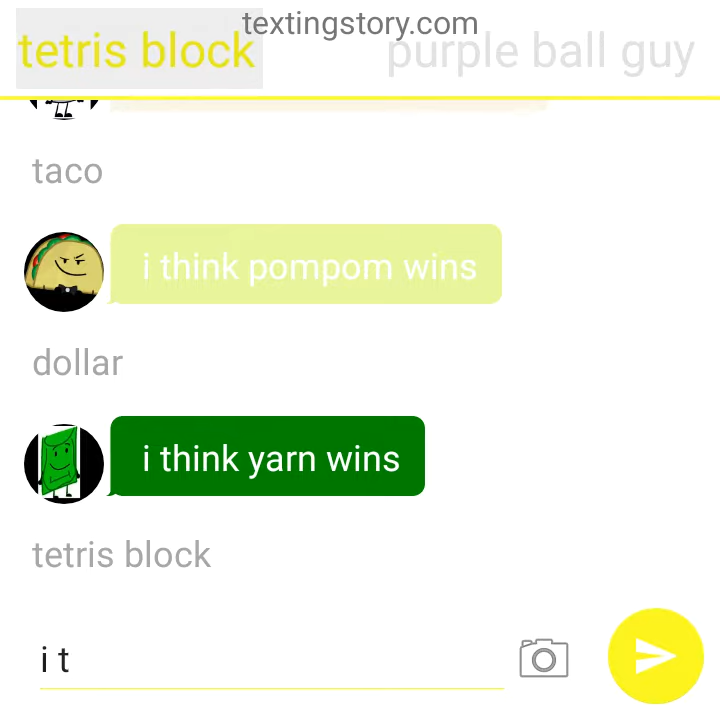 textingstory.com
tetris block purple ball guy
taco
i think pompom wins
dollar
i think yarn wins
tetris block
i t